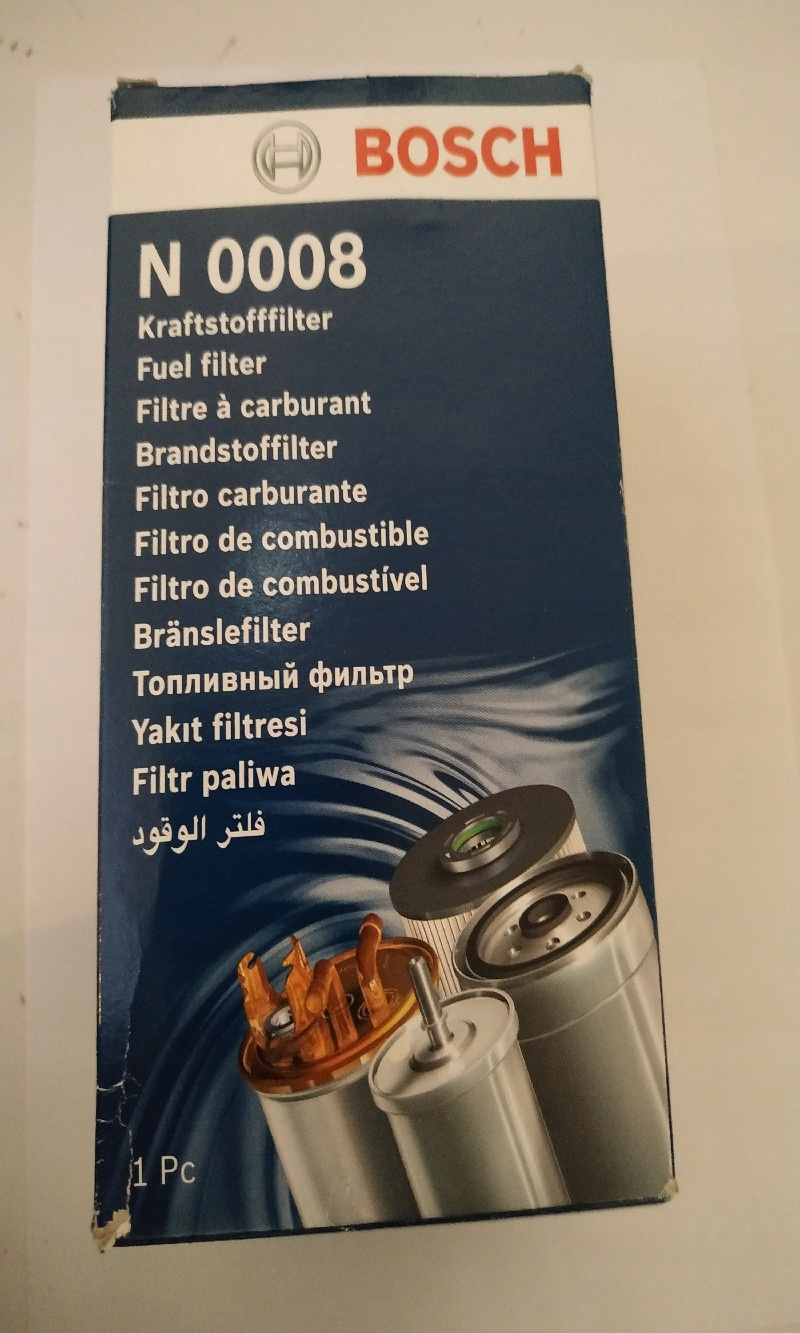 BOSCH
N 0008
Kraftstofffilter
Fuel filter
Filtre à carburant
Brandstoffilter
Filtro carburante
Filtro de combustible
Filtro de combustível
Bränslefilter
Топливный фильтр
Yakıt filtresi
Filtr paliwa
فلتر الوقود
1 Pc